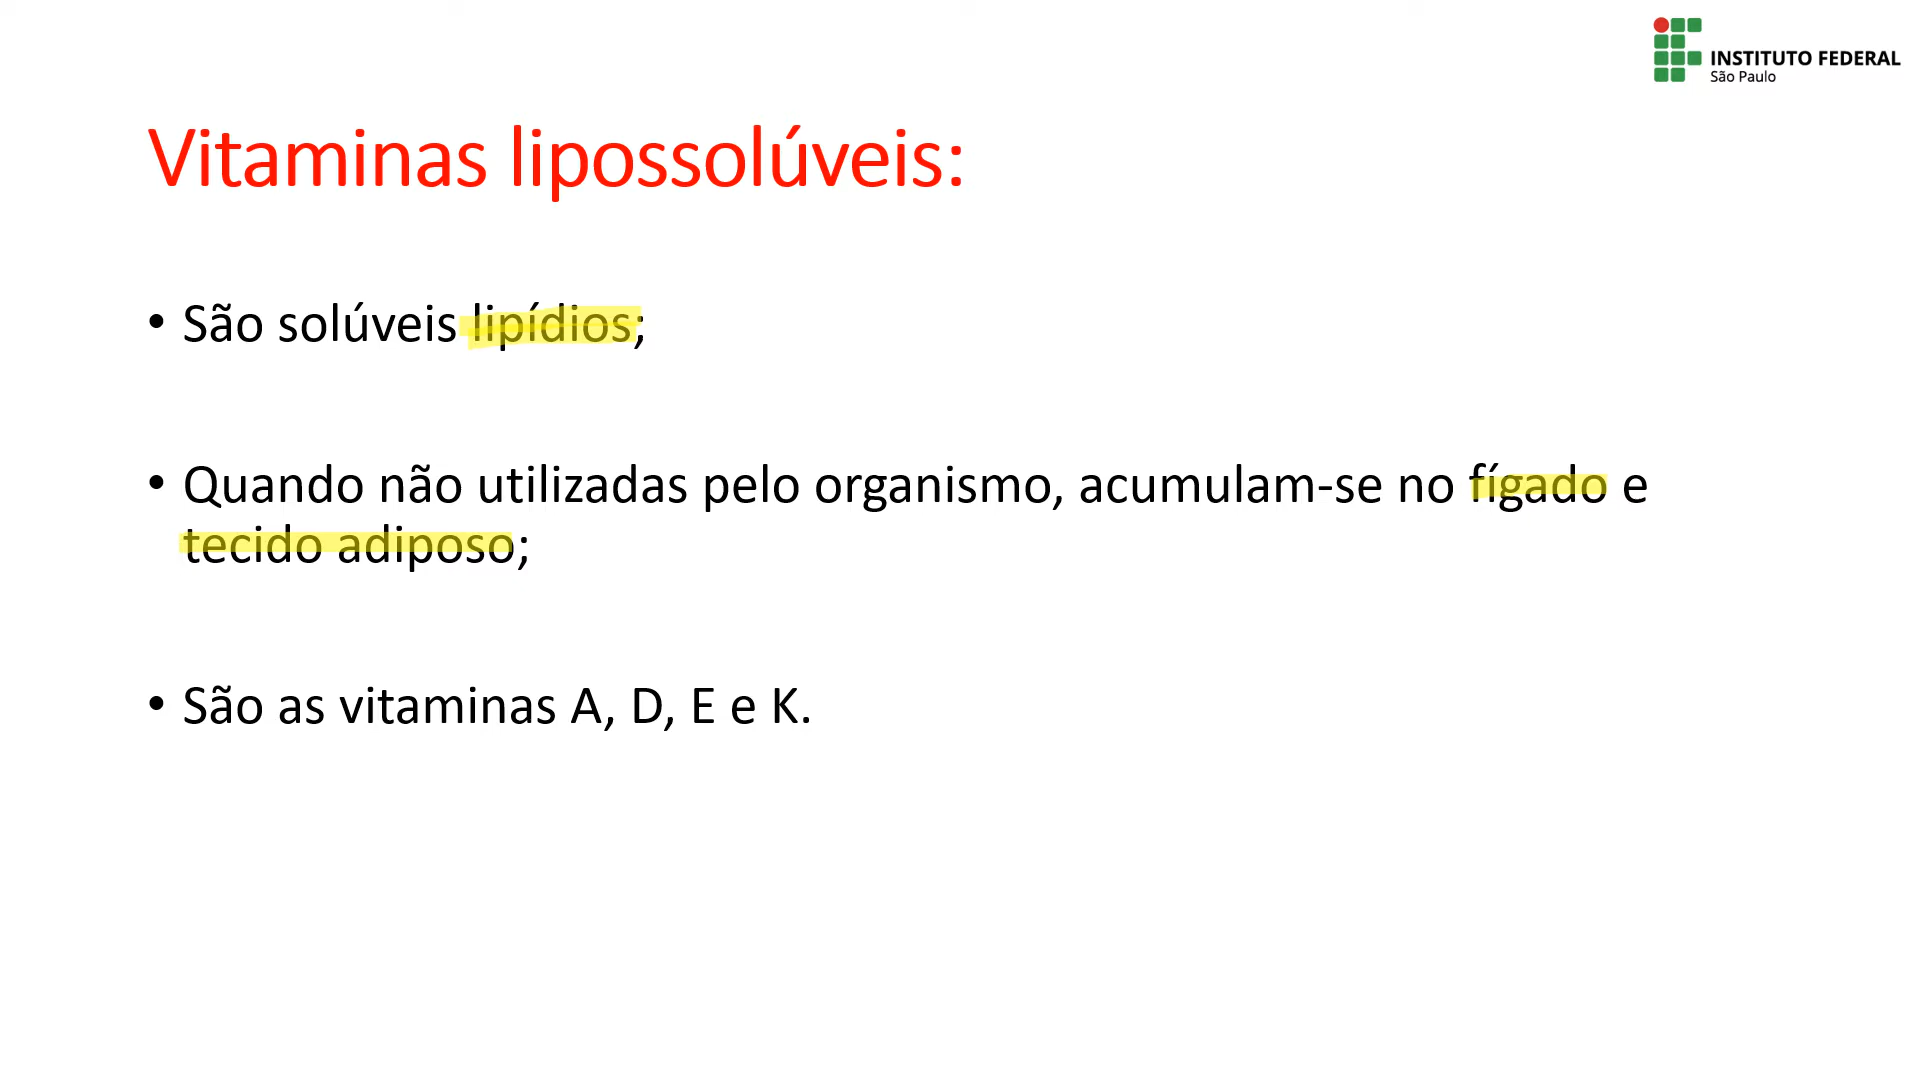 INSTITUTO FEDERAL
São Paulo
Vitaminas lipossolúveis:
• São solúveis lipídios;
• Quando não utilizadas pelo organismo, acumulam-se no fígado e
tecido adiposo;
• São as vitaminas A, D, E e K.